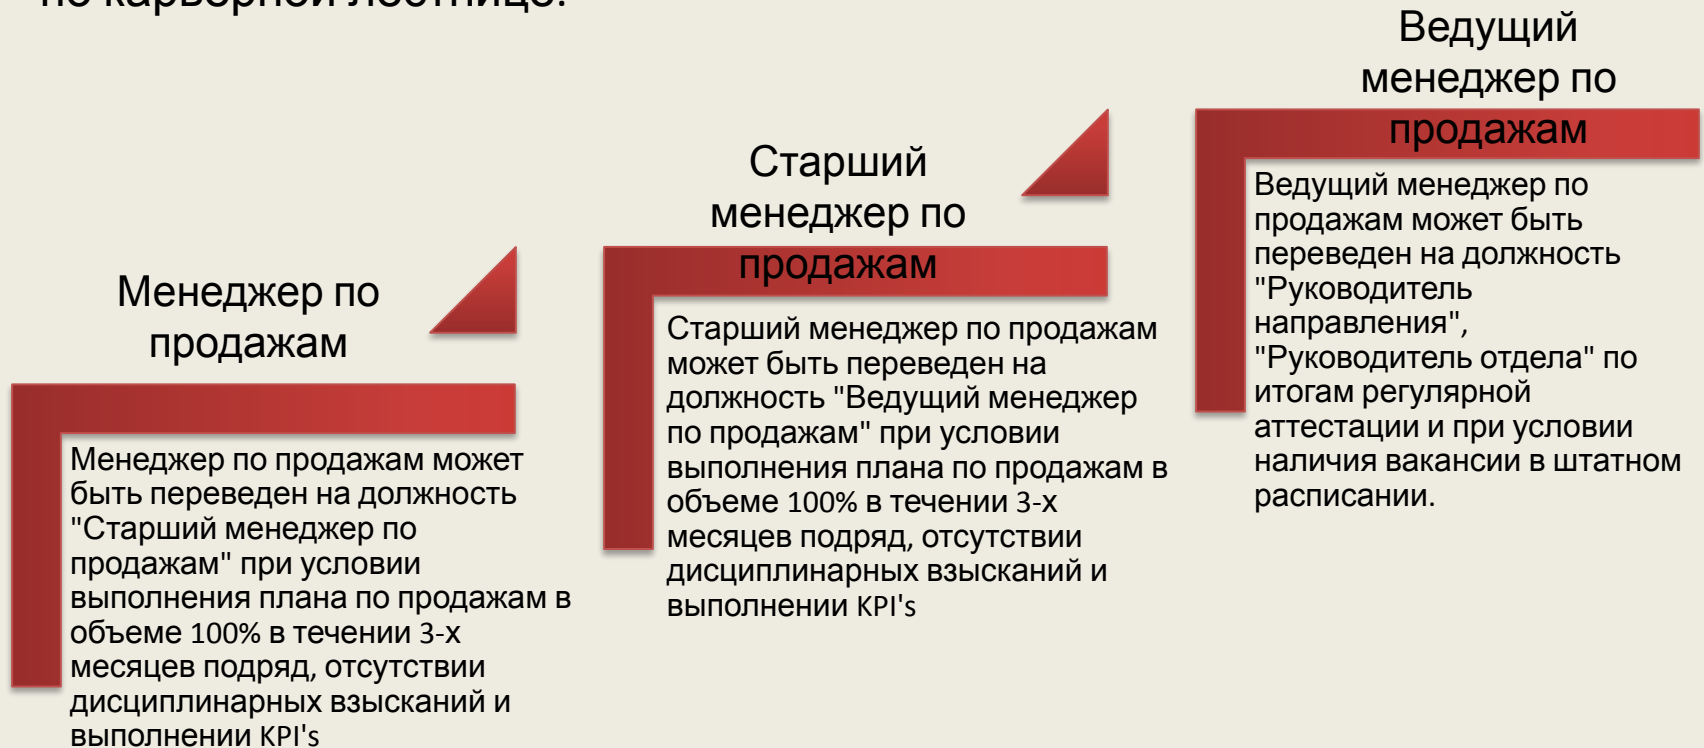 по карьерной лестнице.
Менеджер по
продажам
Менеджер по продажам может
быть переведен на должность
"Старший менеджер по
продажам" при условии
выполнения плана по продажам в
объеме 100% в течении 3-х
месяцев подряд, отсутствии
дисциплинарных взысканий и
выполнении KPI's
Старший
менеджер по
продажам
Старший менеджер по продажам
может быть переведен на
должность "Ведущий менеджер
по продажам" при условии
выполнения плана по продажам в
объеме 100% в течении 3-х
месяцев подряд, отсутствии
дисциплинарных взысканий и
выполнении KPI's
Ведущий
менеджер по
продажам
Ведущий менеджер по
продажам может быть
переведен на должность
"Руководитель
направления",
"Руководитель отдела" по
итогам регулярной
аттестации и при условии
наличия вакансии в штатном
расписании.